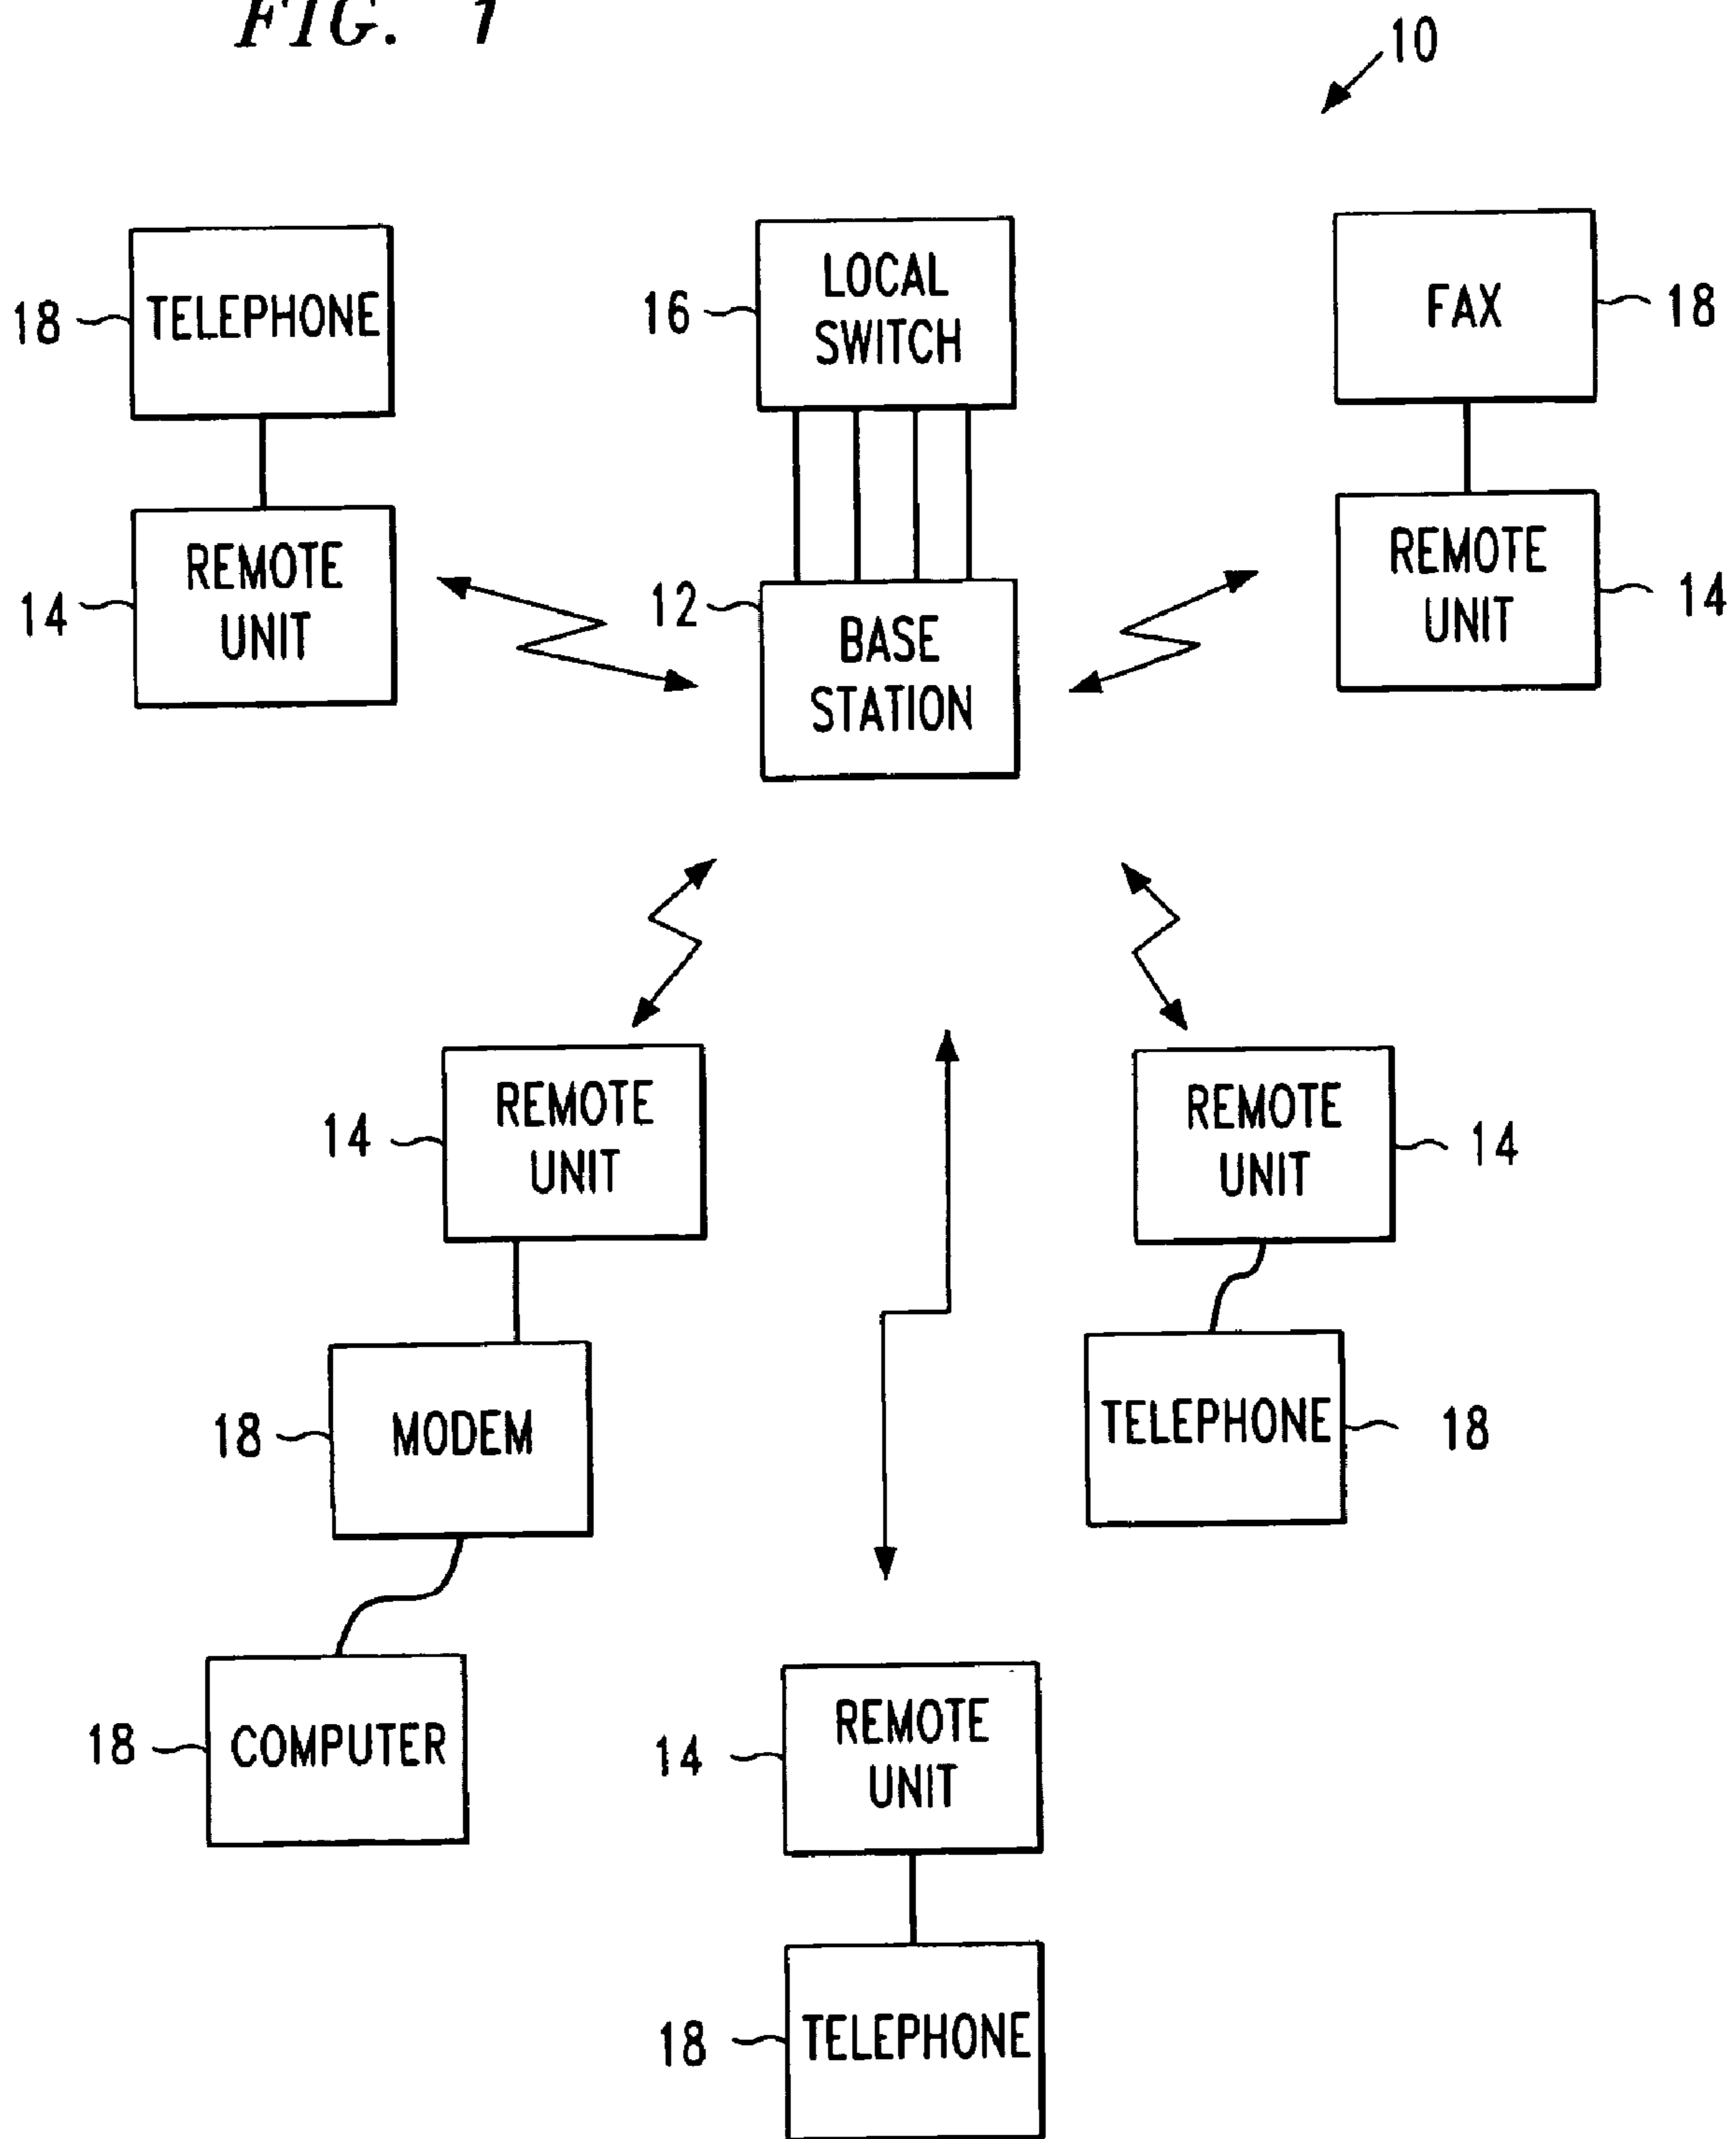 FIG. 1
10
18
TELEPHONE
16
LOCAL
SWITCH
FAX
18
14
REMOTE
UNIT
12
BASE
STATION
REMOTE
UNIT
14
14
REMOTE
UNIT
REMOTE
UNIT
14
18
MODEM
TELEPHONE
18
18
COMPUTER
14
REMOTE
UNIT
18
TELEPHONE